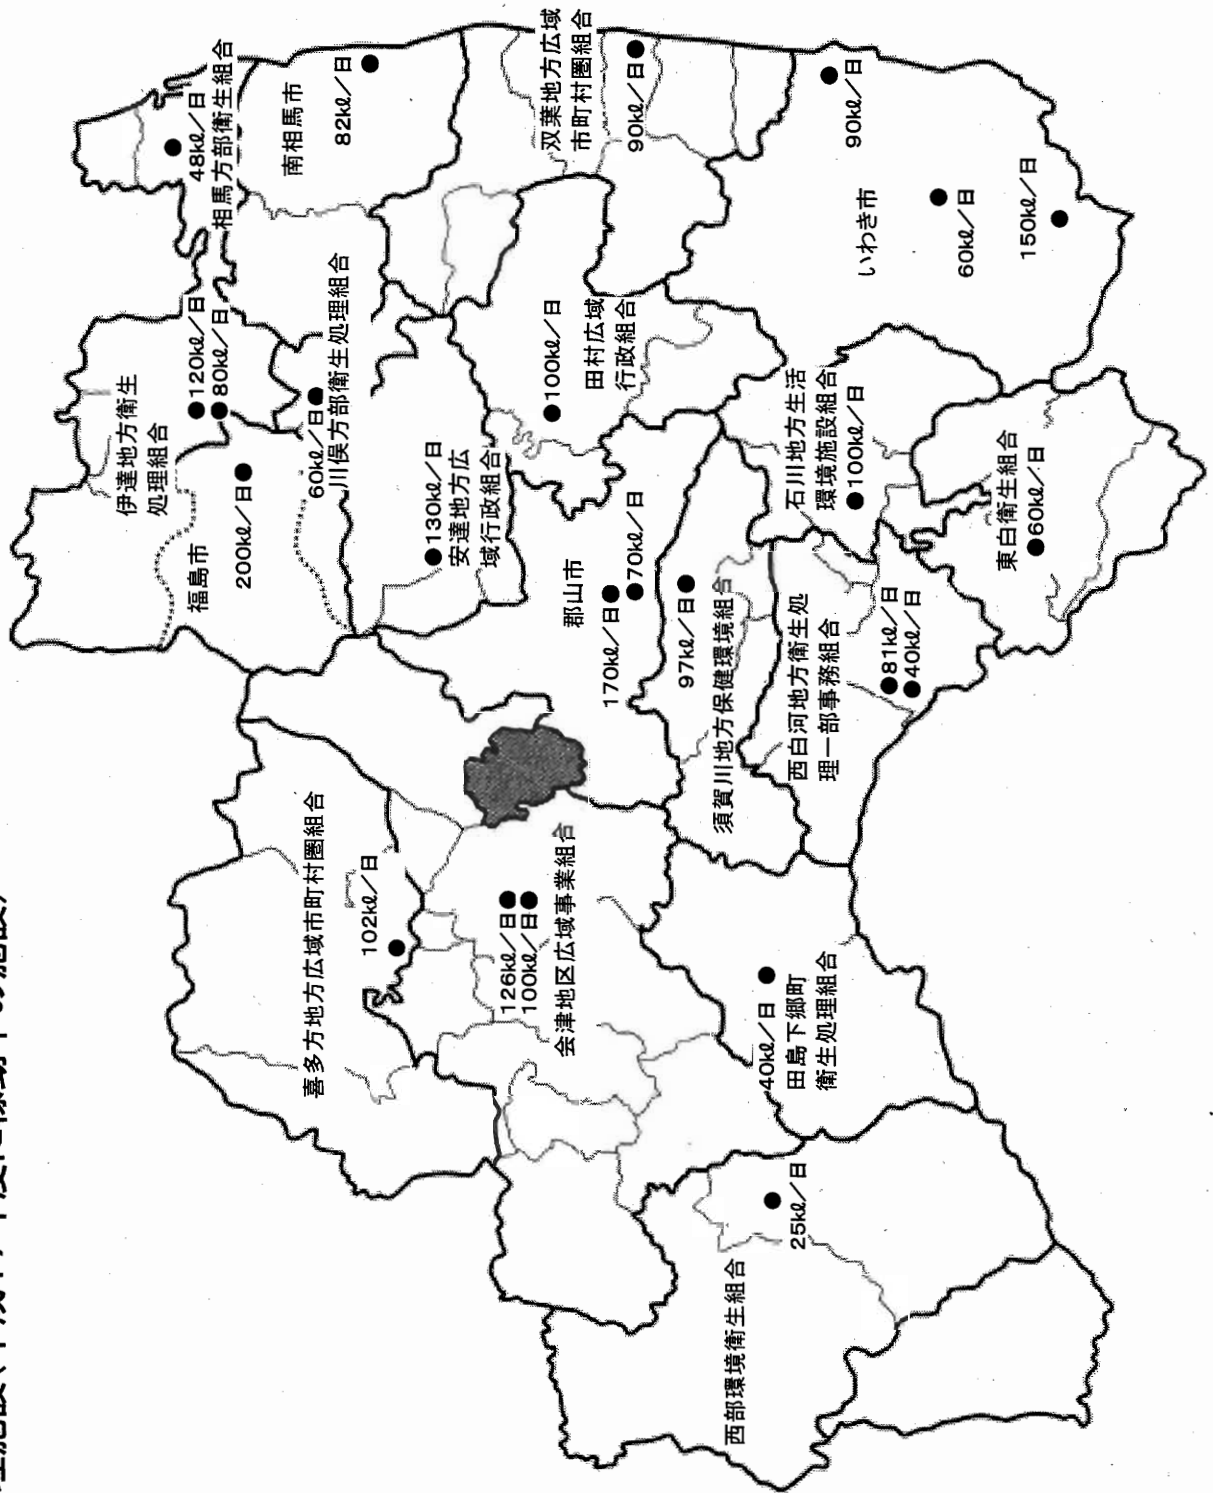 相馬方部衛生組合
48kℓ/日
南相馬市
82kℓ/日
双葉地方広域
市町村圏組合
90kℓ/日
いわき市
90kℓ/日
60kℓ/日
150kℓ/日
伊達地方衛生
処理組合
120kℓ/日
80kℓ/日
福島市
200kℓ/日
川俣方部衛生処理組合
60kℓ/日
130kℓ/日
安達地方広
域行政組合
100kℓ/日
田村広域
行政組合
郡山市
170kℓ/日
70kℓ/日
97kℓ/日
須賀川地方保健環境組合
石川地方生活
環境施設組合
100kℓ/日
西白河地方衛生処
理一部事務組合
81kℓ/日
40kℓ/日
東白衛生組合
60kℓ/日
喜多方地方広域市町村圏組合
102kℓ/日
126kℓ/日
100kℓ/日
会津地区広域事業組合
40kℓ/日
田島下郷町
衛生処理組合
25kℓ/日
西部環境衛生組合